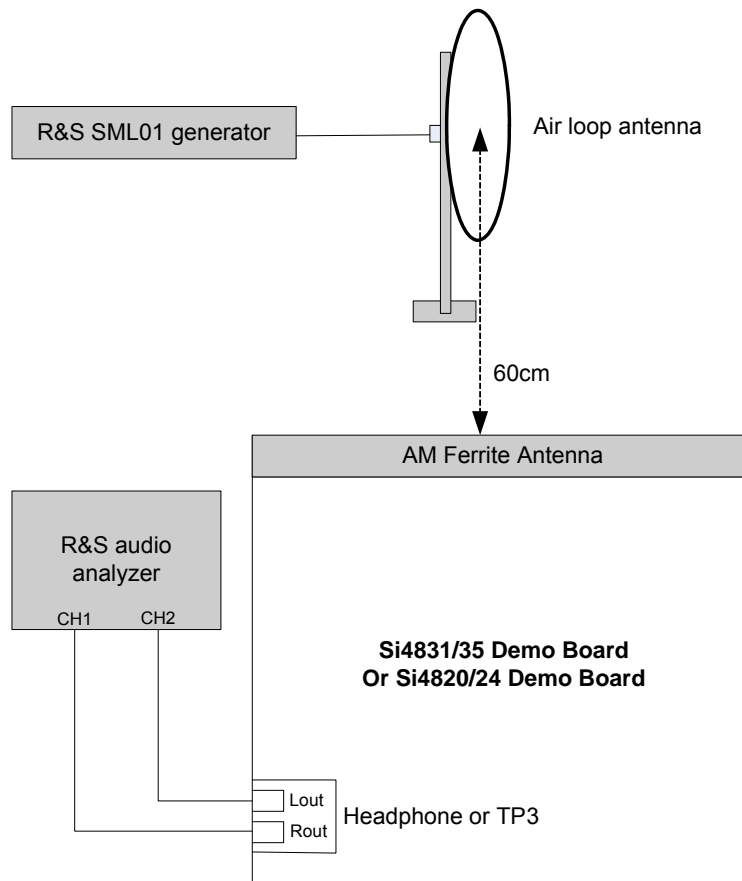 R&S SML01 generator
Air loop antenna
60cm
AM Ferrite Antenna
R&S audio
analyzer
CH1
CH2
Si4831/35 Demo Board
Or Si4820/24 Demo Board
Lout
Rout
Headphone or TP3